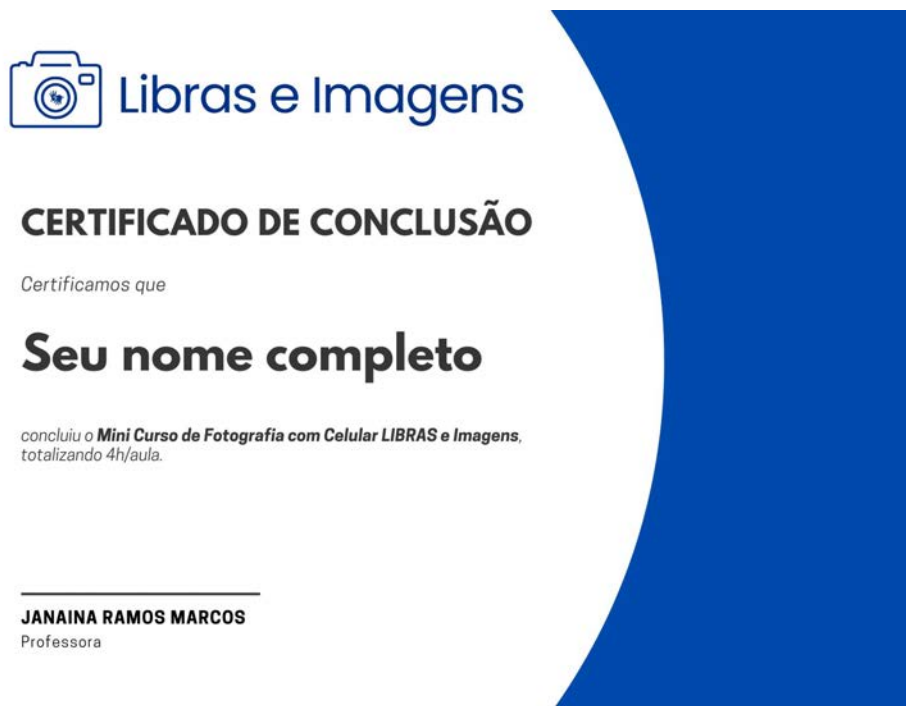 Libras e Imagens
CERTIFICADO DE CONCLUSÃO
Certificamos que
Seu nome completo
concluiu o Mini Curso de Fotografia com Celular LIBRAS e Imagens,
totalizando 4h/aula.
JANAINA RAMOS MARCOS
Professora